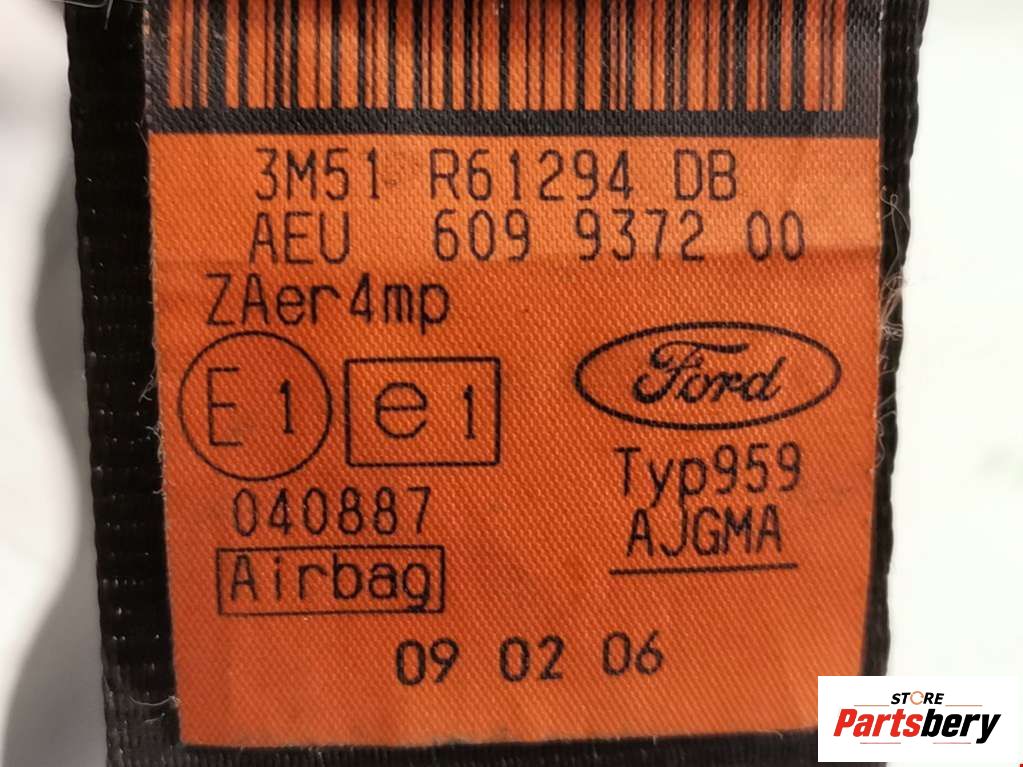 3M51 R61294 DB
AEU 609 9372 00
ZAer4mp
E1 e1
Ford
Typ959
040887
AJGMA
Airbag
09 02 06
STORE
Partsbery